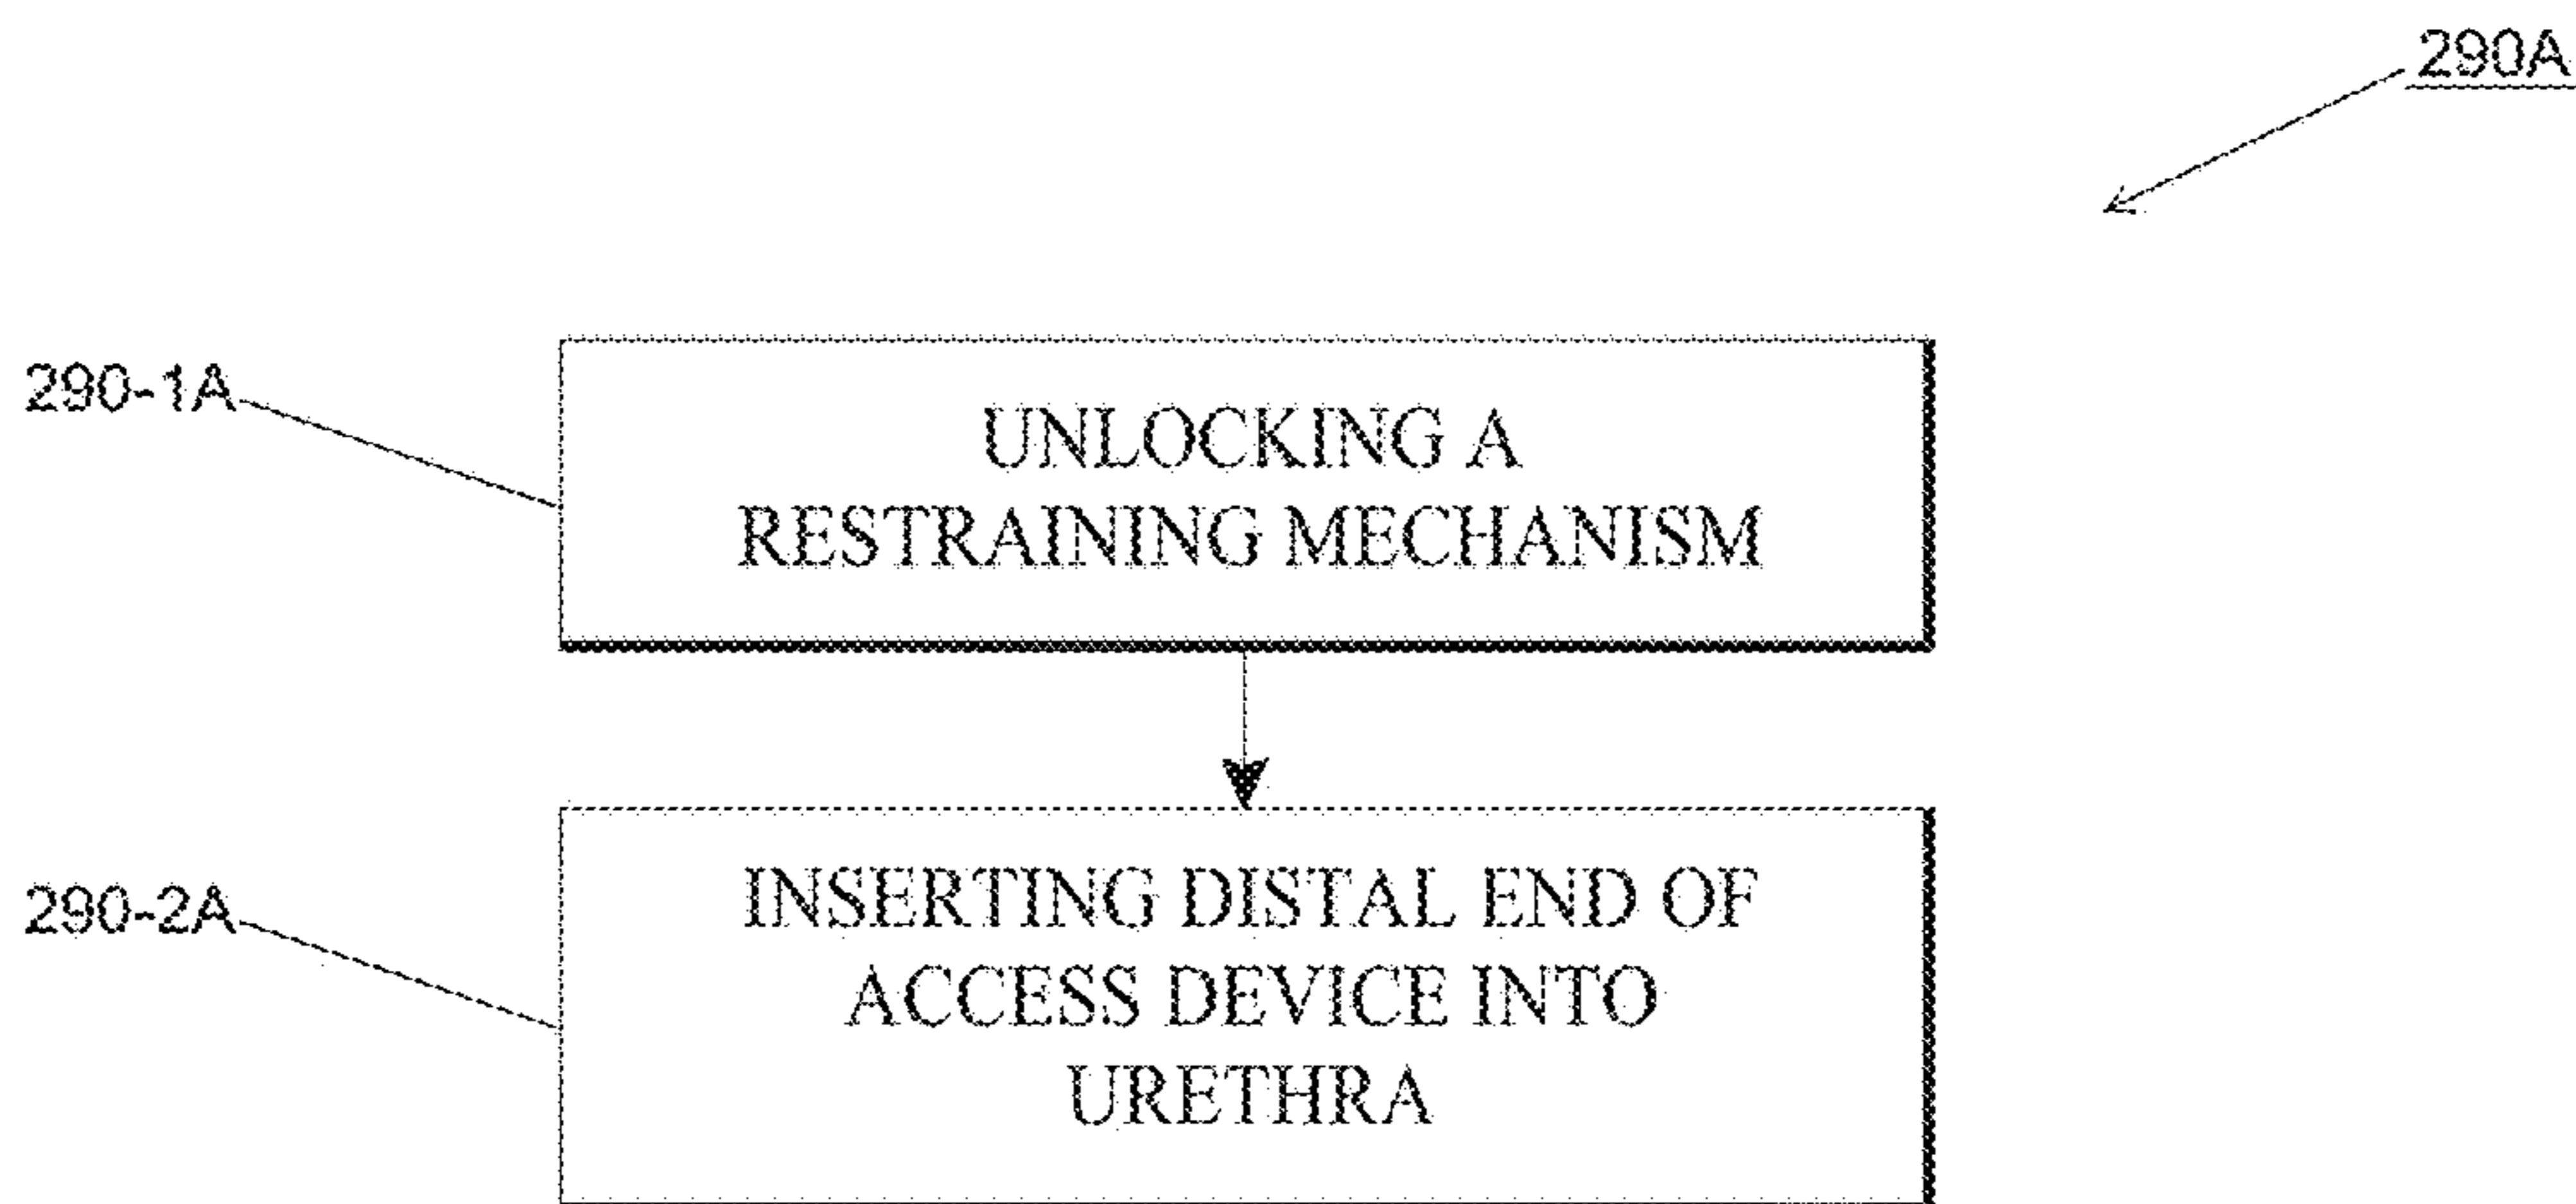 290A
290-1A
UNLOCKING A
RESTRAINING MECHANISM
290-2A
INSERTING DISTAL END OF
ACCESS DEVICE INTO
URETHRA